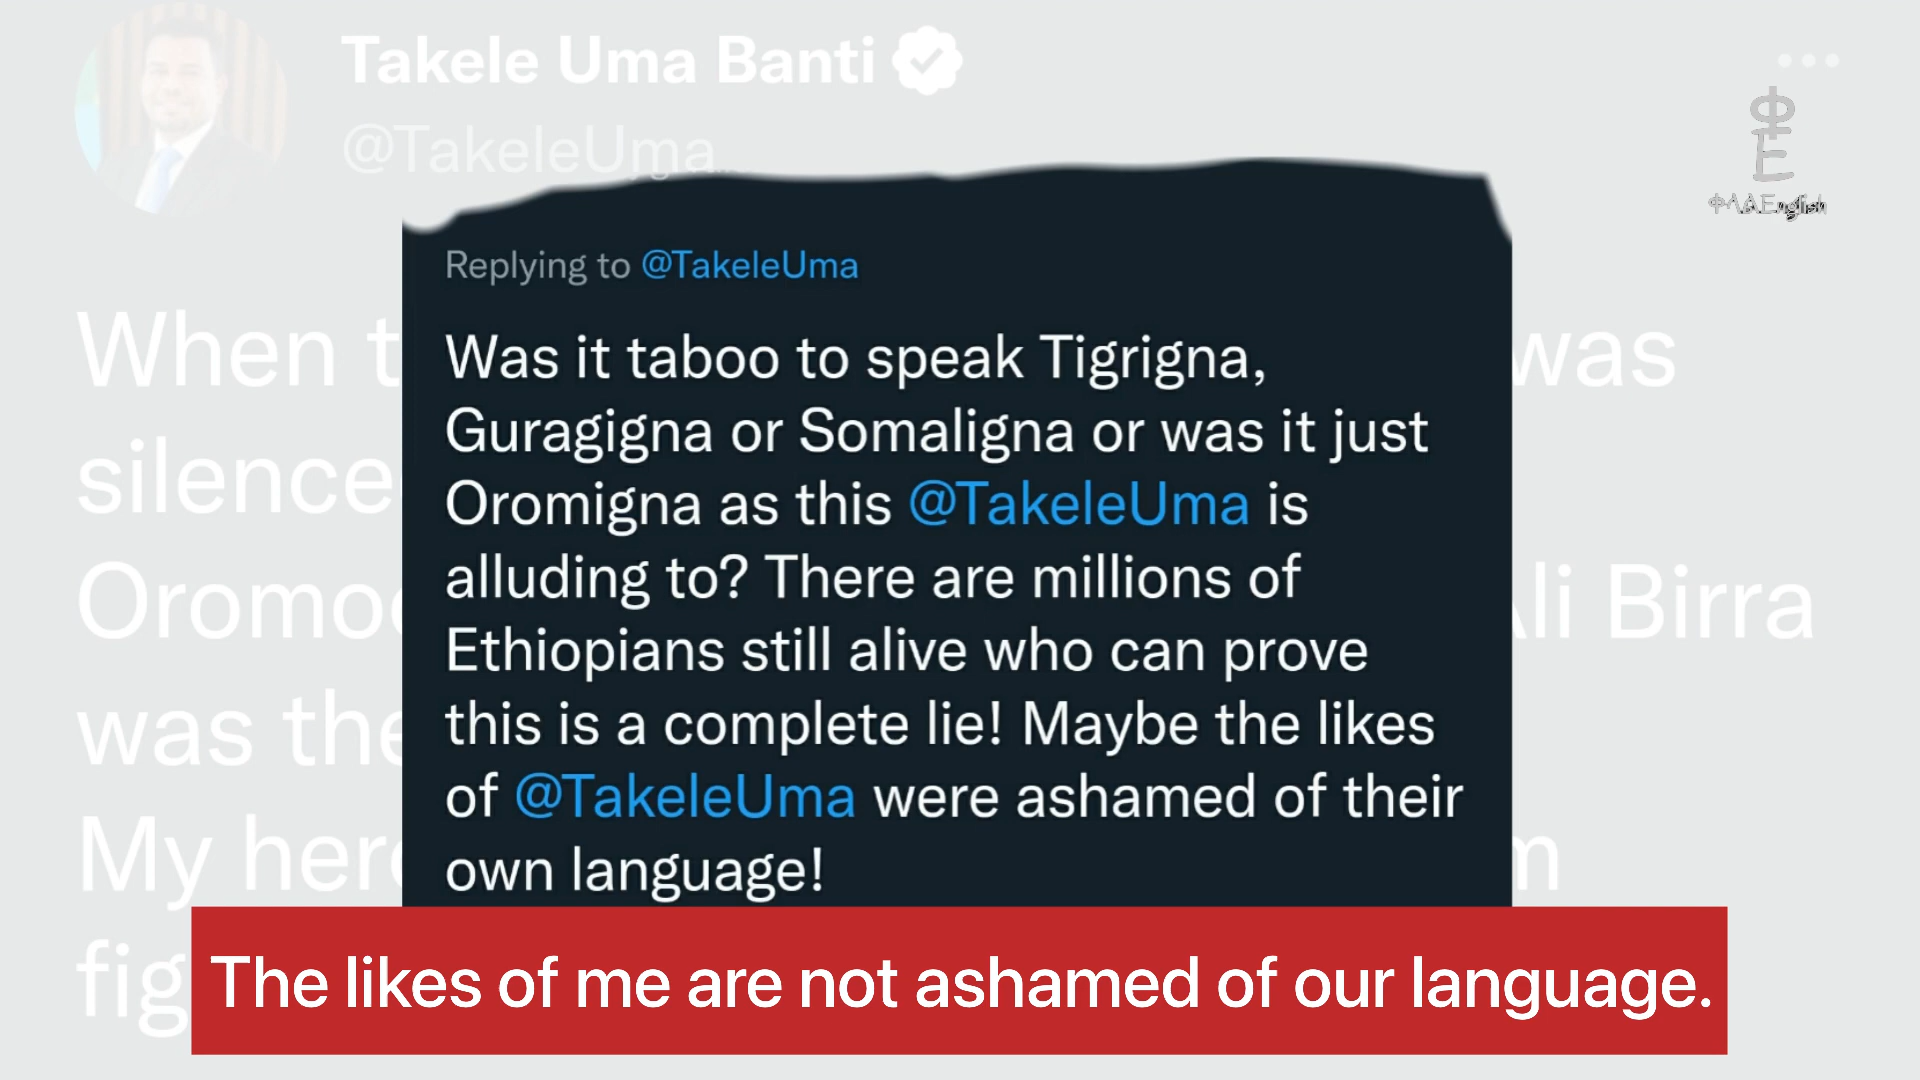 Takele Uma Banti
@TakeleUma
When t
was
silence
Oromo
Ali Birra
was the
My her
m
fig
Replying to @TakeleUma
Was it taboo to speak Tigrigna,
Guragigna or Somaligna or was it just
Oromigna as this @TakeleUma is
alluding to? There are millions of
Ethiopians still alive who can prove
this is a complete lie! Maybe the likes
of @TakeleUma were ashamed of their
own language!
The likes of me are not ashamed of our language.